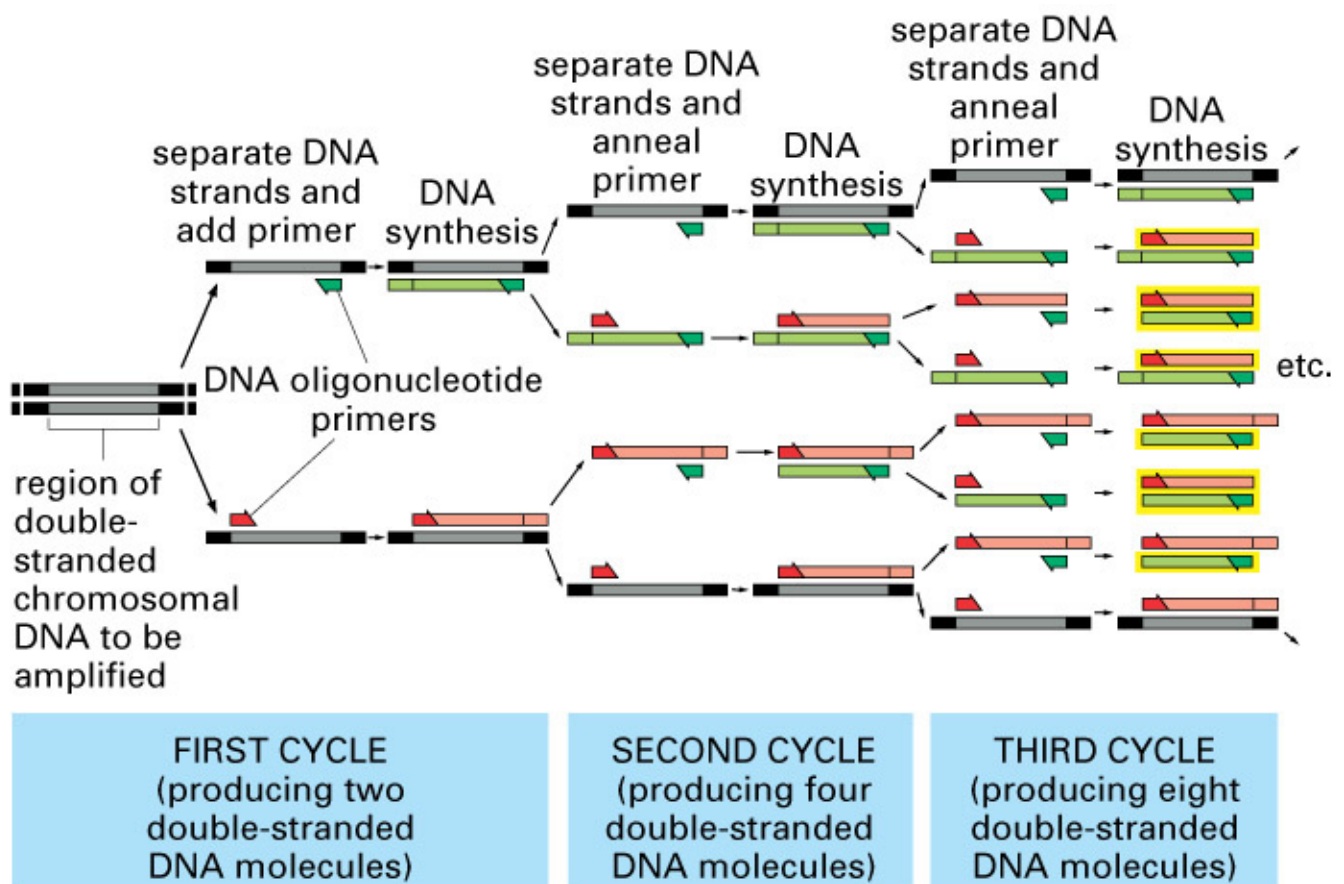 separate DNA
strands and
add primer
DNA
synthesis
separate DNA
strands and
anneal
primer
DNA
synthesis
separate DNA
strands and
anneal
primer
DNA
synthesis
DNA oligonucleotide
primers
etc.
region of
double-
stranded
chromosomal
DNA to be
amplified
FIRST CYCLE
(producing two
double-stranded
DNA molecules)
SECOND CYCLE
(producing four
double-stranded
DNA molecules)
THIRD CYCLE
(producing eight
double-stranded
DNA molecules)